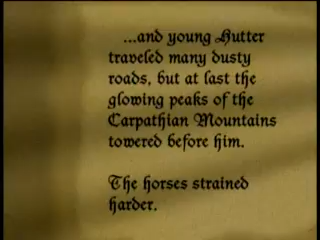 ...and young Hutter
traveled many dusty
roads, but at last the
glowing peaks of the
Carpathian Mountains
towered before him.
The horses strained
harder.